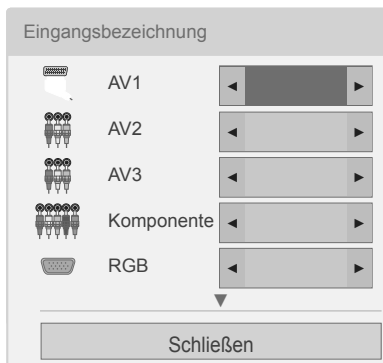 Eingangsbezeichnung
AV1
AV2
AV3
Komponente
RGB
Schließen